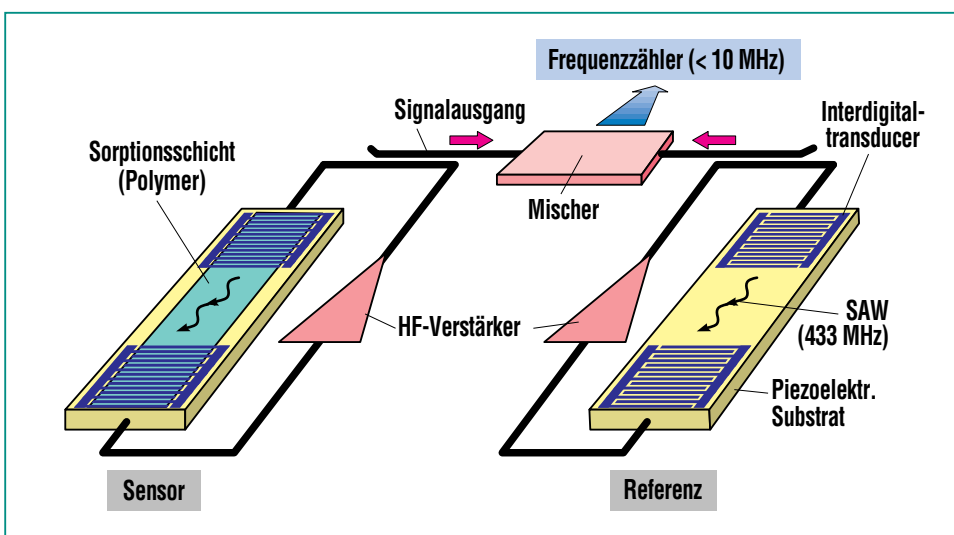 Frequenzzähler (< 10 MHz)
Signalausgang
Interdigital-
transducer
Sorptionsschicht
(Polymer)
Mischer
HF-Verstärker
SAW
(433 MHz)
Piezoelektr.
Substrat
Sensor
Referenz